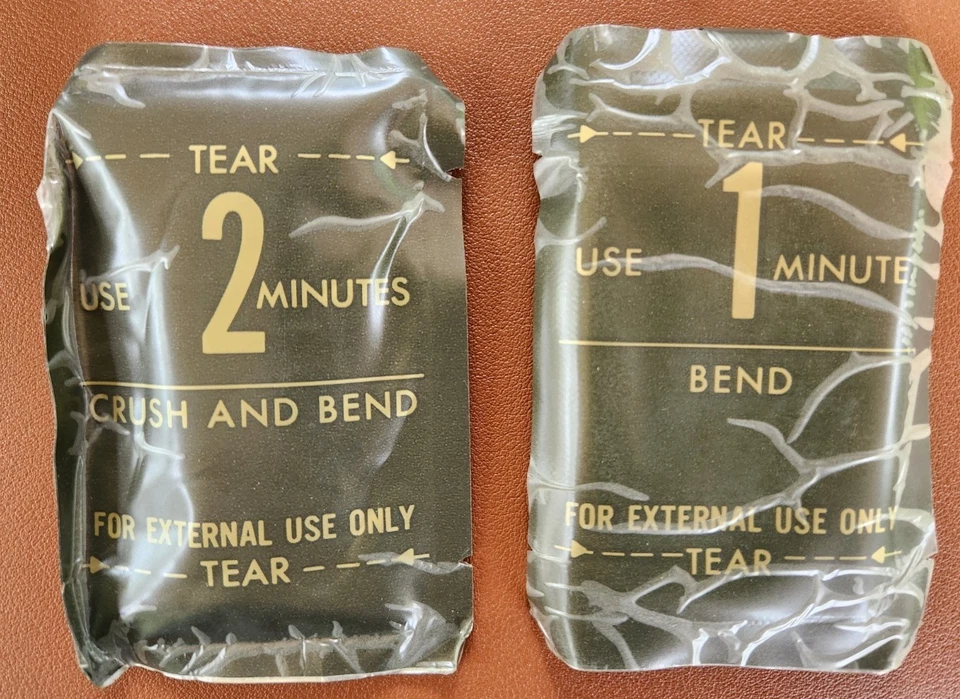 TEAR
USE 2 MINUTES
CRUSH AND BEND
FOR EXTERNAL USE ONLY
TEAR
TEAR
USE 1 MINUTE
BEND
FOR EXTERNAL USE ONLY
TEAR